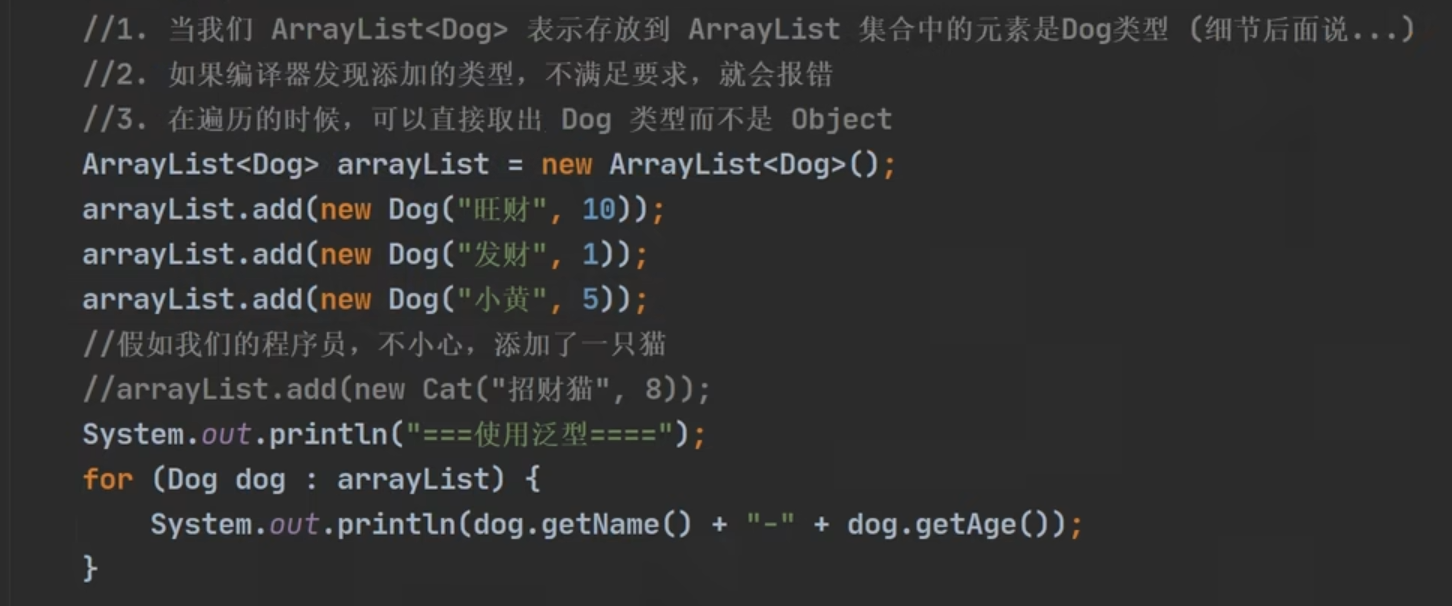 //1. 当我们 ArrayList<Dog> 表示存放到 ArrayList 集合中的元素是Dog类型 (细节后面说...)
//2. 如果编译器发现添加的类型，不满足要求，就会报错
//3. 在遍历的时候，可以直接取出 Dog 类型而不是 Object
ArrayList<Dog> arrayList = new ArrayList<Dog>();
arrayList.add(new Dog("旺财", 10));
arrayList.add(new Dog("发财", 1));
arrayList.add(new Dog("小黄", 5));
//假如我们的程序员，不小心，添加了一只猫
//arrayList.add(new Cat("招财猫", 8));
System.out.println("===使用泛型====");
for (Dog dog : arrayList) {
    System.out.println(dog.getName() + "-" + dog.getAge());
}